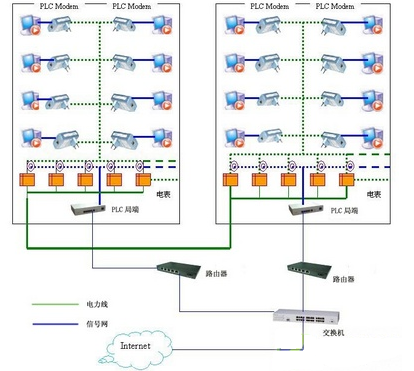 PLC Modem
PLC Modem
PLC Modem
PLC Modem
电表
电表
PLC 局端
PLC 局端
路由器
路由器
电力线
信号网
交换机
Internet